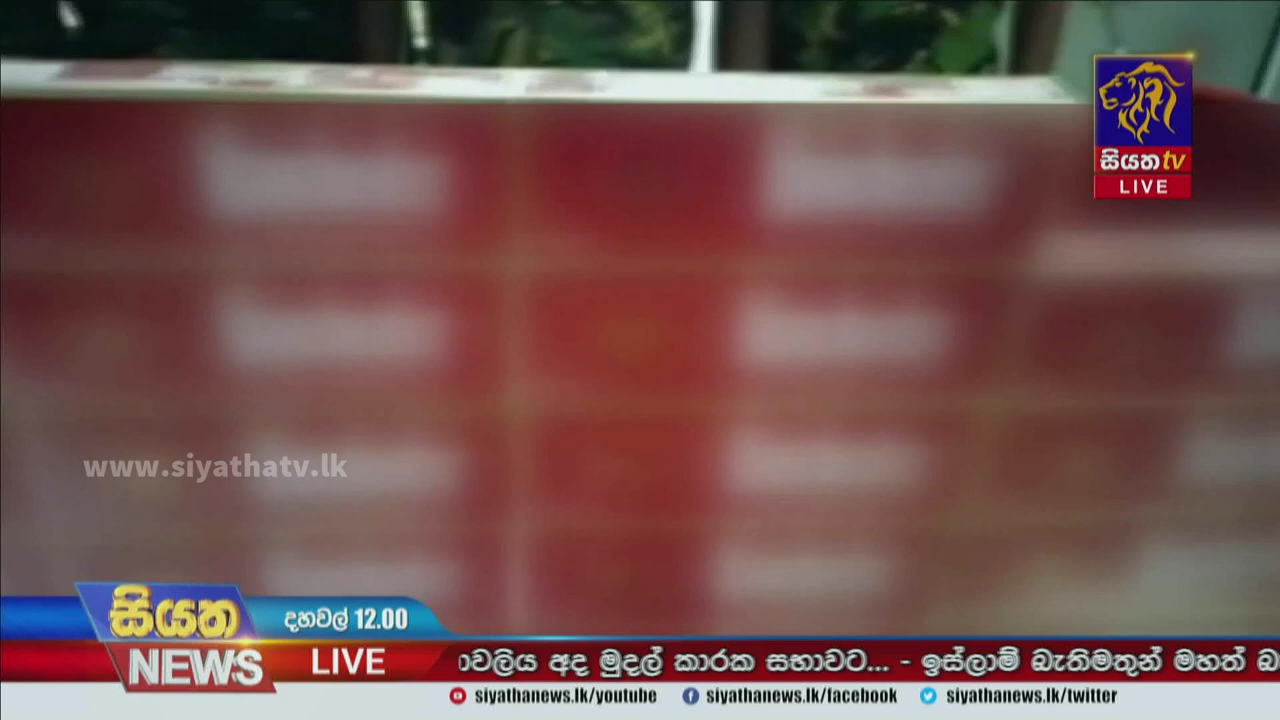 සියත tv
LIVE
www.siyathatv.lk
සියත
දහවල් 12.00
NEWS LIVE
අද මුදල් කාරක සභාවට... - ඉස්ලාම් බැතිමතුන් මහත්
siyathanews.lk/youtube siyathanews.lk/facebook siyathanews.lk/twitter